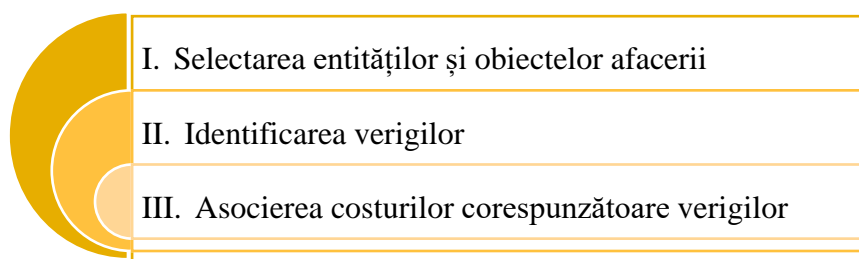 I. Selectarea entităților și obiectelor afacerii
II. Identificarea verigilor
III. Asocierea costurilor corespunzătoare verigilor